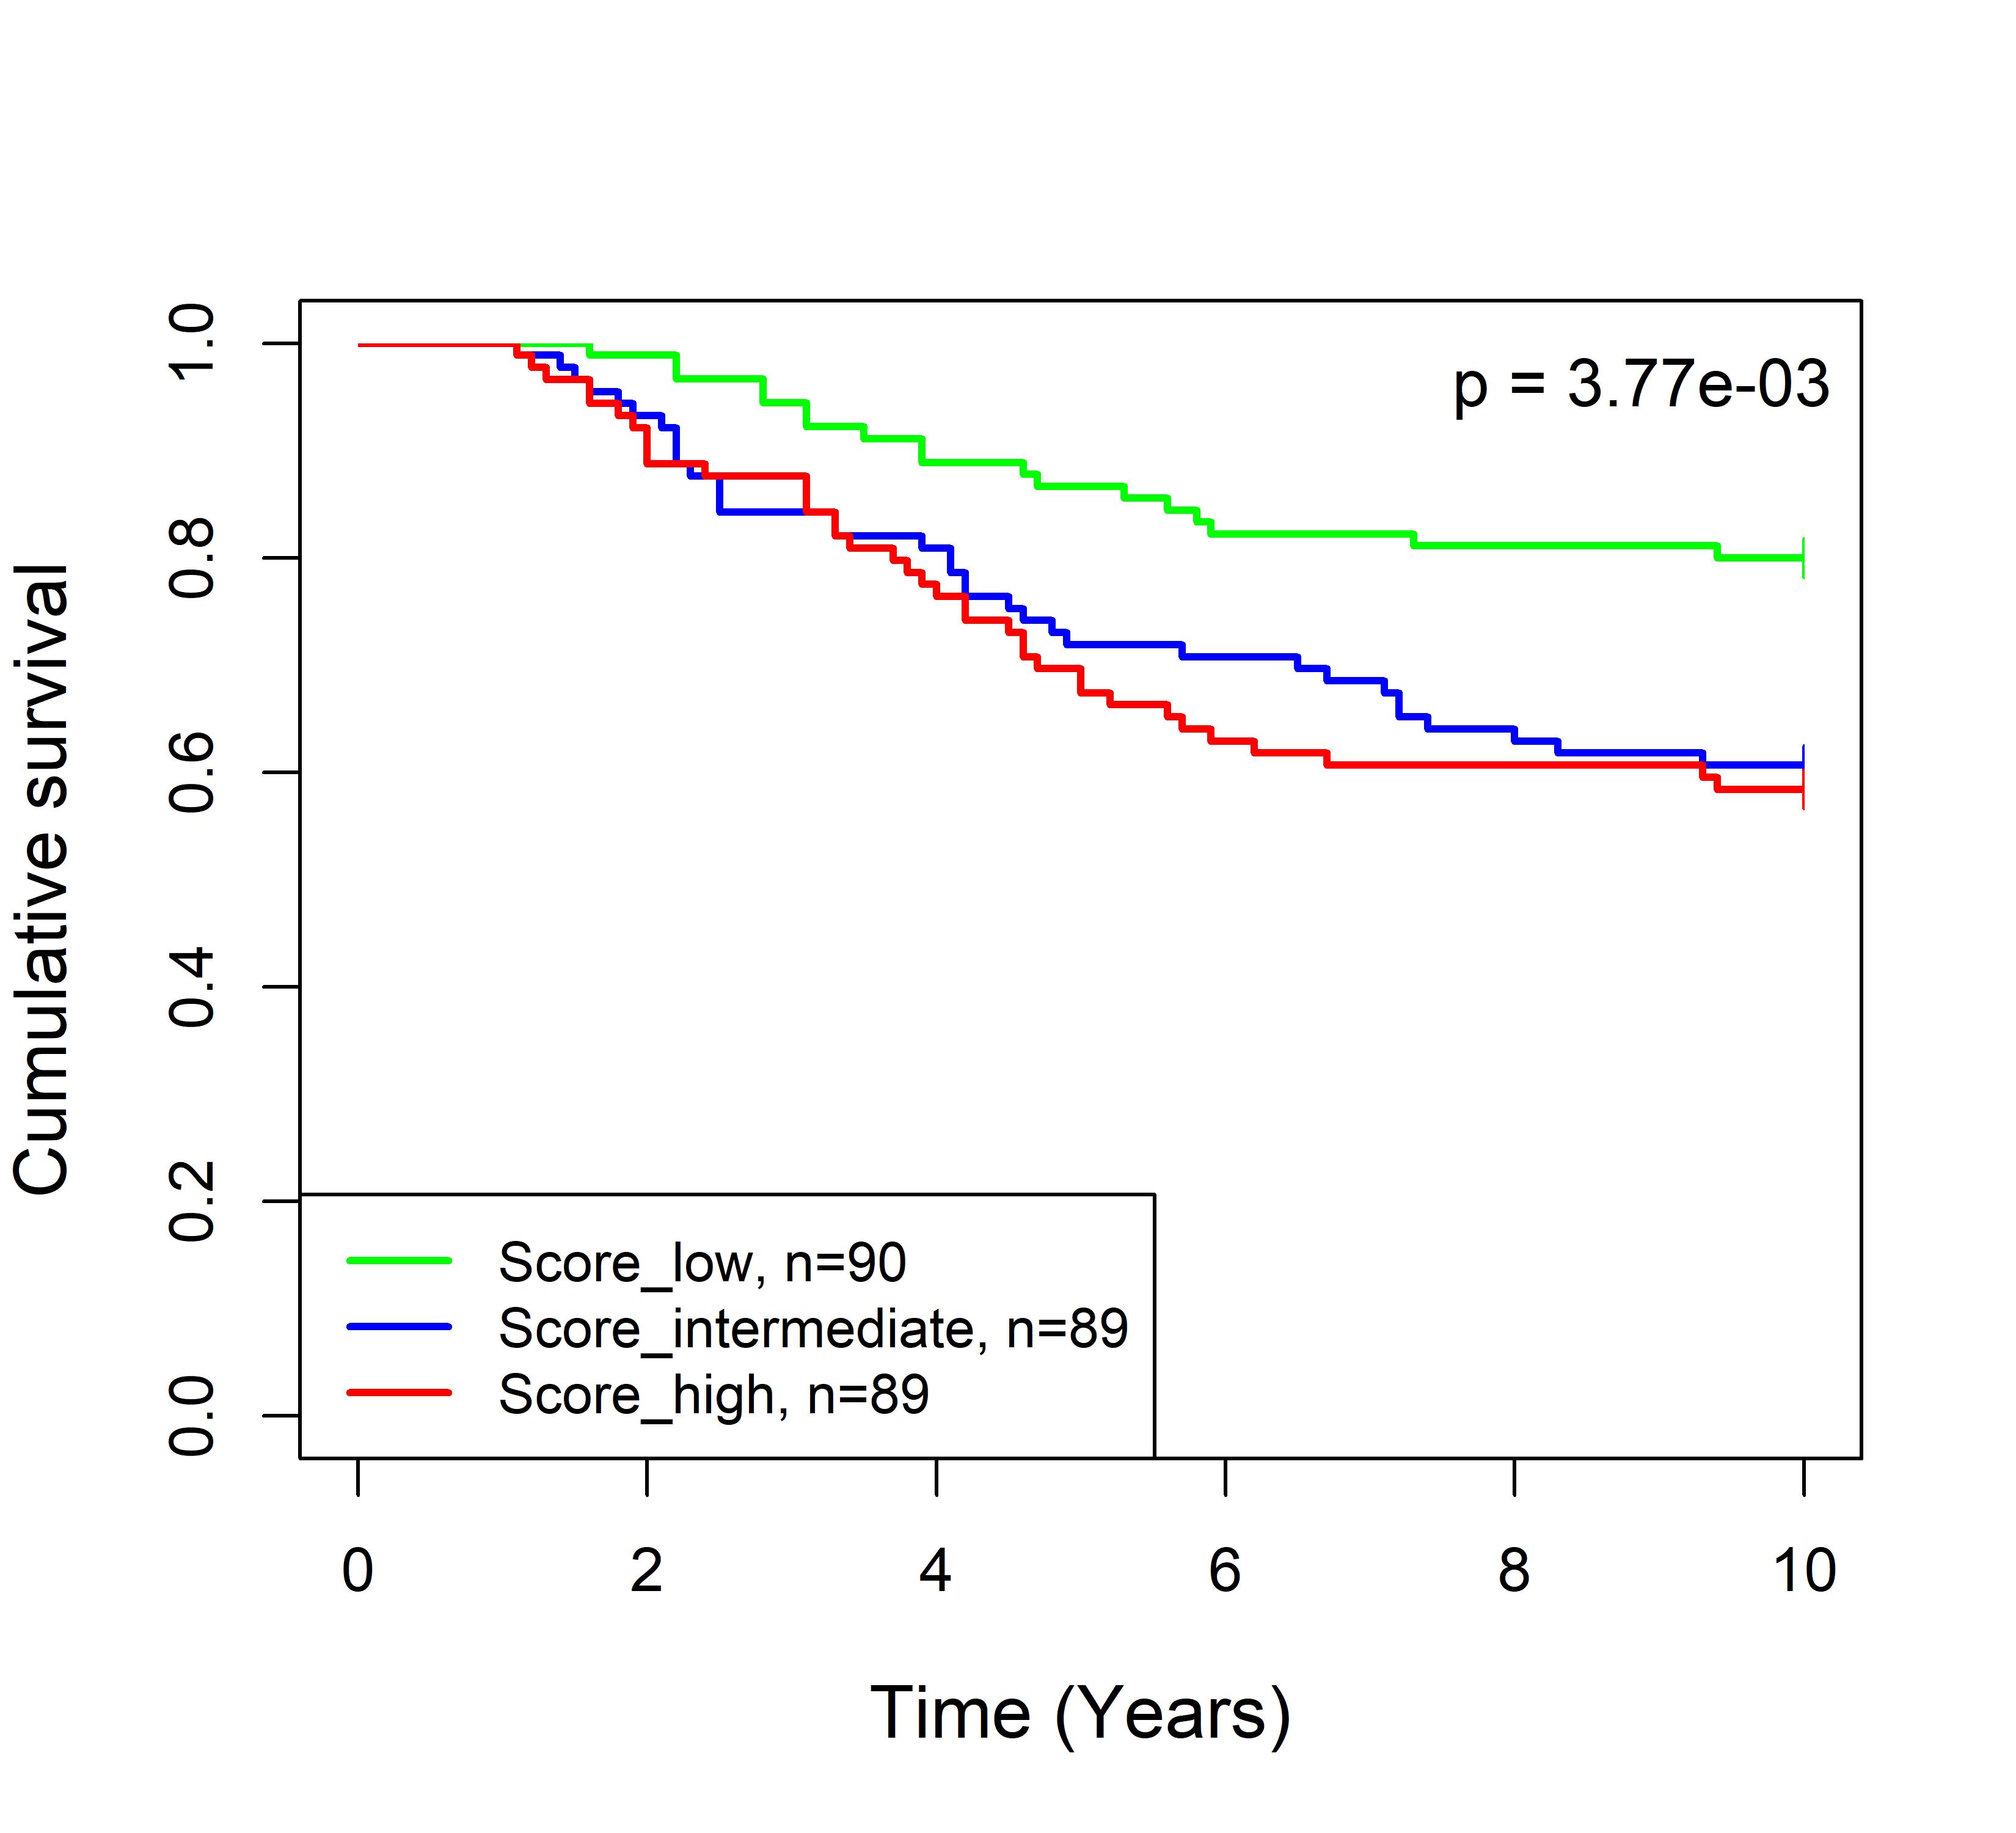 p = 3.77e-03
Cumulative survival
1.0
0.8
0.6
0.4
0.2
0.0
Score_low, n=90
Score_intermediate, n=89
Score_high, n=89
0 2 4 6 8 10
Time (Years)